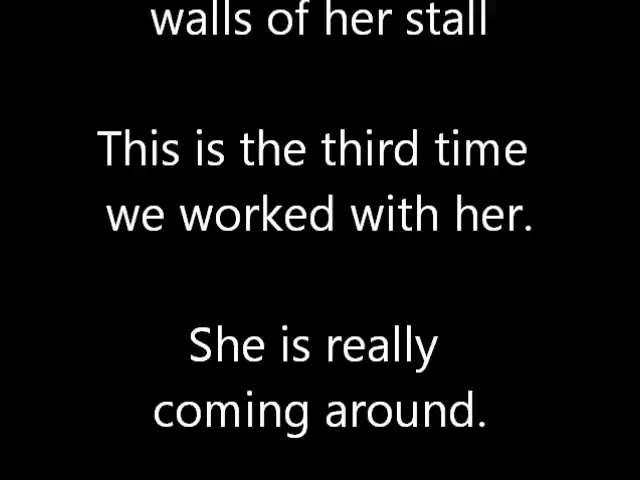 walls of her stall
This is the third time
we worked with her.
She is really
coming around.